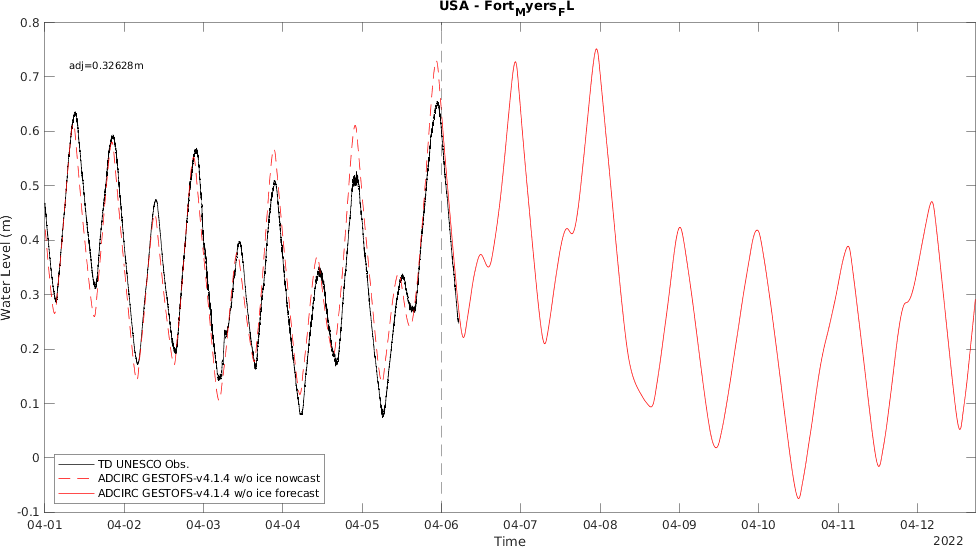 USA - Fort_Myers_FL
0.8
0.7
0.6
0.5
0.4
0.3
0.2
0.1
0
-0.1
Water Level (m)
adj=0.32628m
TD UNESCO Obs.
ADCIRC GESTOFS-v4.1.4 w/o ice nowcast
ADCIRC GESTOFS-v4.1.4 w/o ice forecast
04-01 04-02 04-03 04-04 04-05 04-06 04-07 04-08 04-09 04-10 04-11 04-12
Time
2022